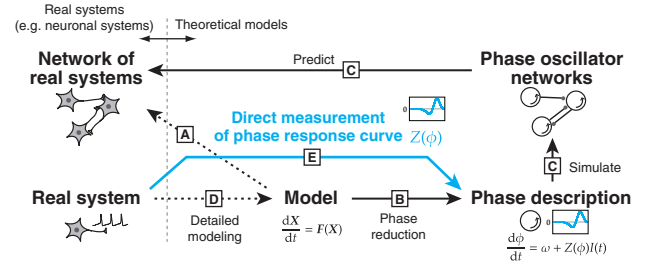 Real systems
(e.g. neuronal systems)
Theoretical models
Network of
real systems
Predict
C
Phase oscillator
networks
Direct measurement
of phase response curve Z(ϕ)
0
A
E
C
Simulate
Real system
D
Detailed
modeling
Model
dX
dt
= F(X)
B
Phase
reduction
Phase description
0
dϕ
dt
= ω + Z(ϕ)I(t)